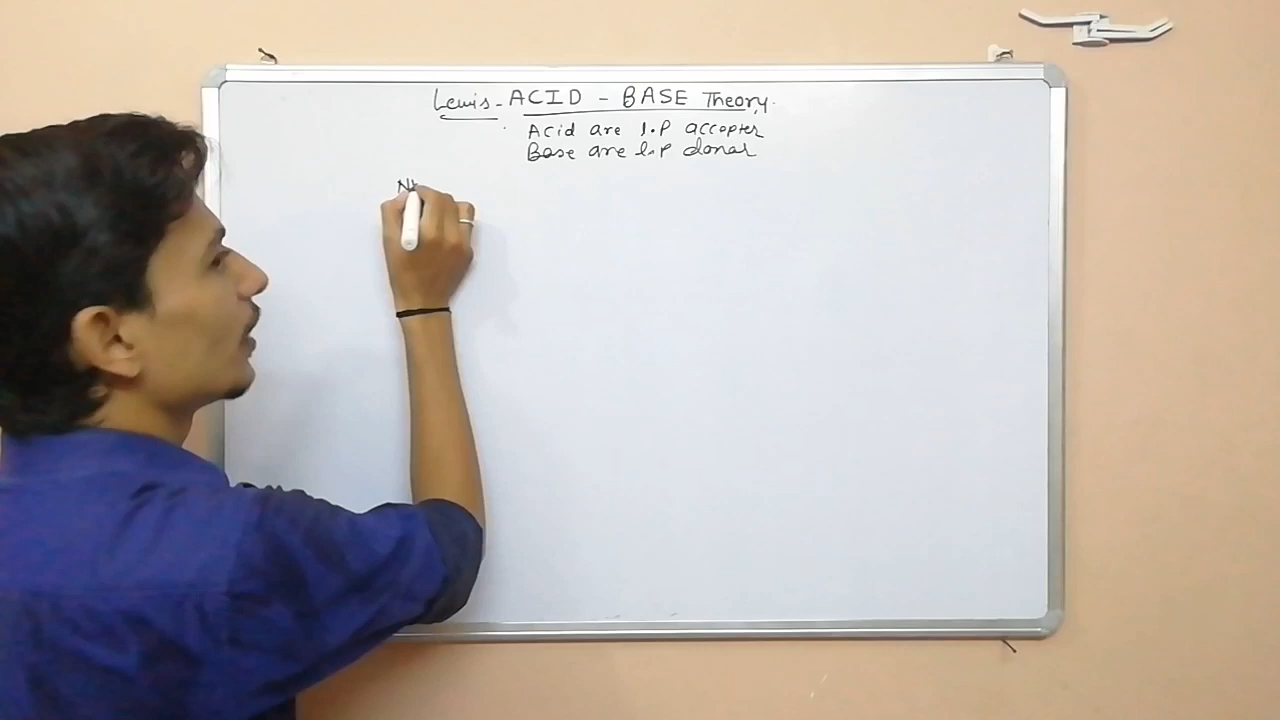 Lewis - ACID - BASE Theory.
Acid are l.P accepter
Base are l.P donar